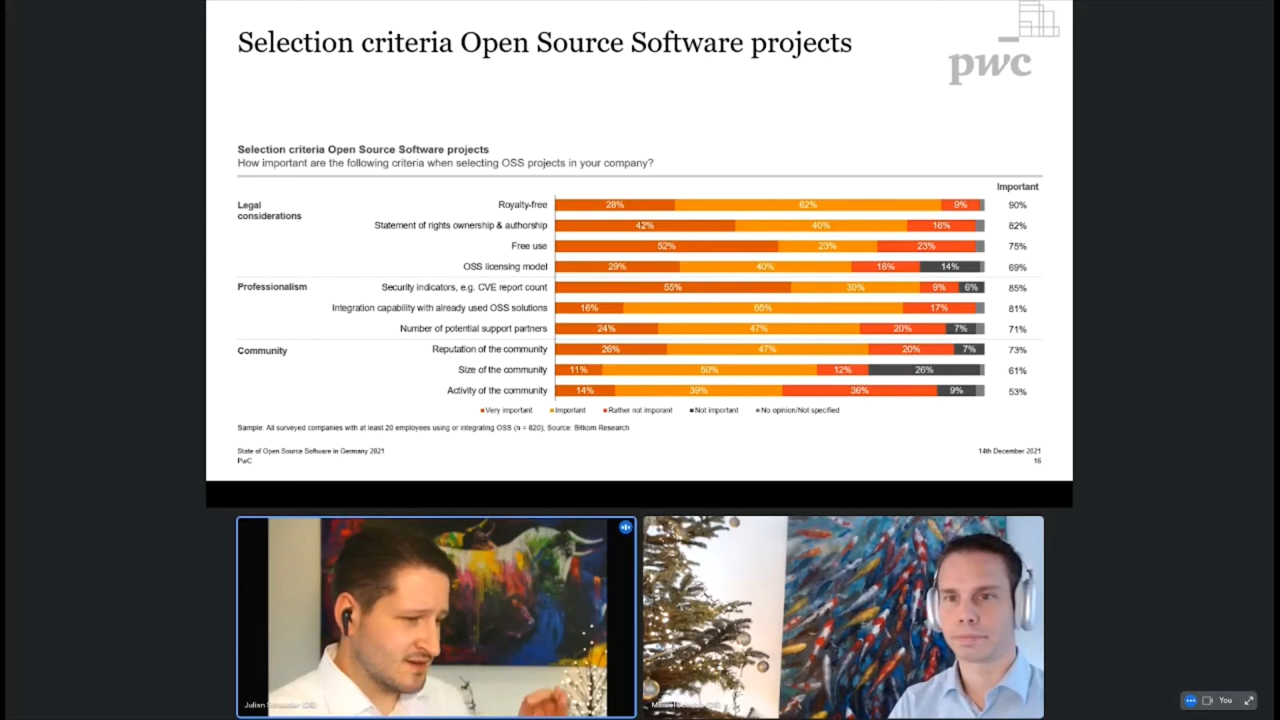 Selection criteria Open Source Software projects
pwc
Selection criteria Open Source Software projects
How important are the following criteria when selecting OSS projects in your company?
Important
Legal considerations
Royalty-free 28% 62% 9% 90%
Statement of rights ownership & authorship 42% 40% 16% 82%
Free use 52% 23% 23% 75%
OSS licensing model 29% 40% 16% 14% 69%
Professionalism
Security indicators, e.g. CVE report count 55% 30% 9% 6% 85%
Integration capability with already used OSS solutions 16% 65% 17% 81%
Number of potential support partners 24% 47% 20% 7% 71%
Community
Reputation of the community 26% 47% 20% 7% 73%
Size of the community 11% 50% 12% 26% 61%
Activity of the community 14% 39% 36% 9% 53%
Very important Important Rather not imporant Not important No opinion/Not specified
Sample: All surveyed companies with at least 20 employees using or integrating OSS (n = 820); Source: Bitkom Research
State of Open Source Software in Germany 2021
PwC
14th December 2021
16
Julien
You